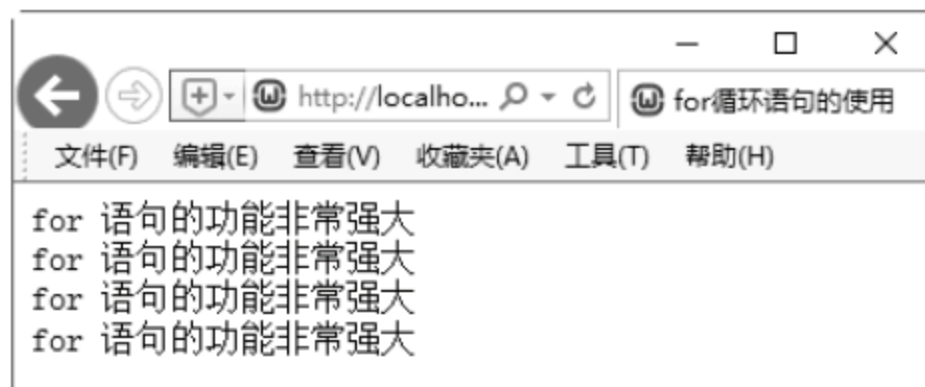 http://localho...
for循环语句的使用
文件(F) 编辑(E) 查看(V) 收藏夹(A) 工具(T) 帮助(H)
for 语句的功能非常强大
for 语句的功能非常强大
for 语句的功能非常强大
for 语句的功能非常强大